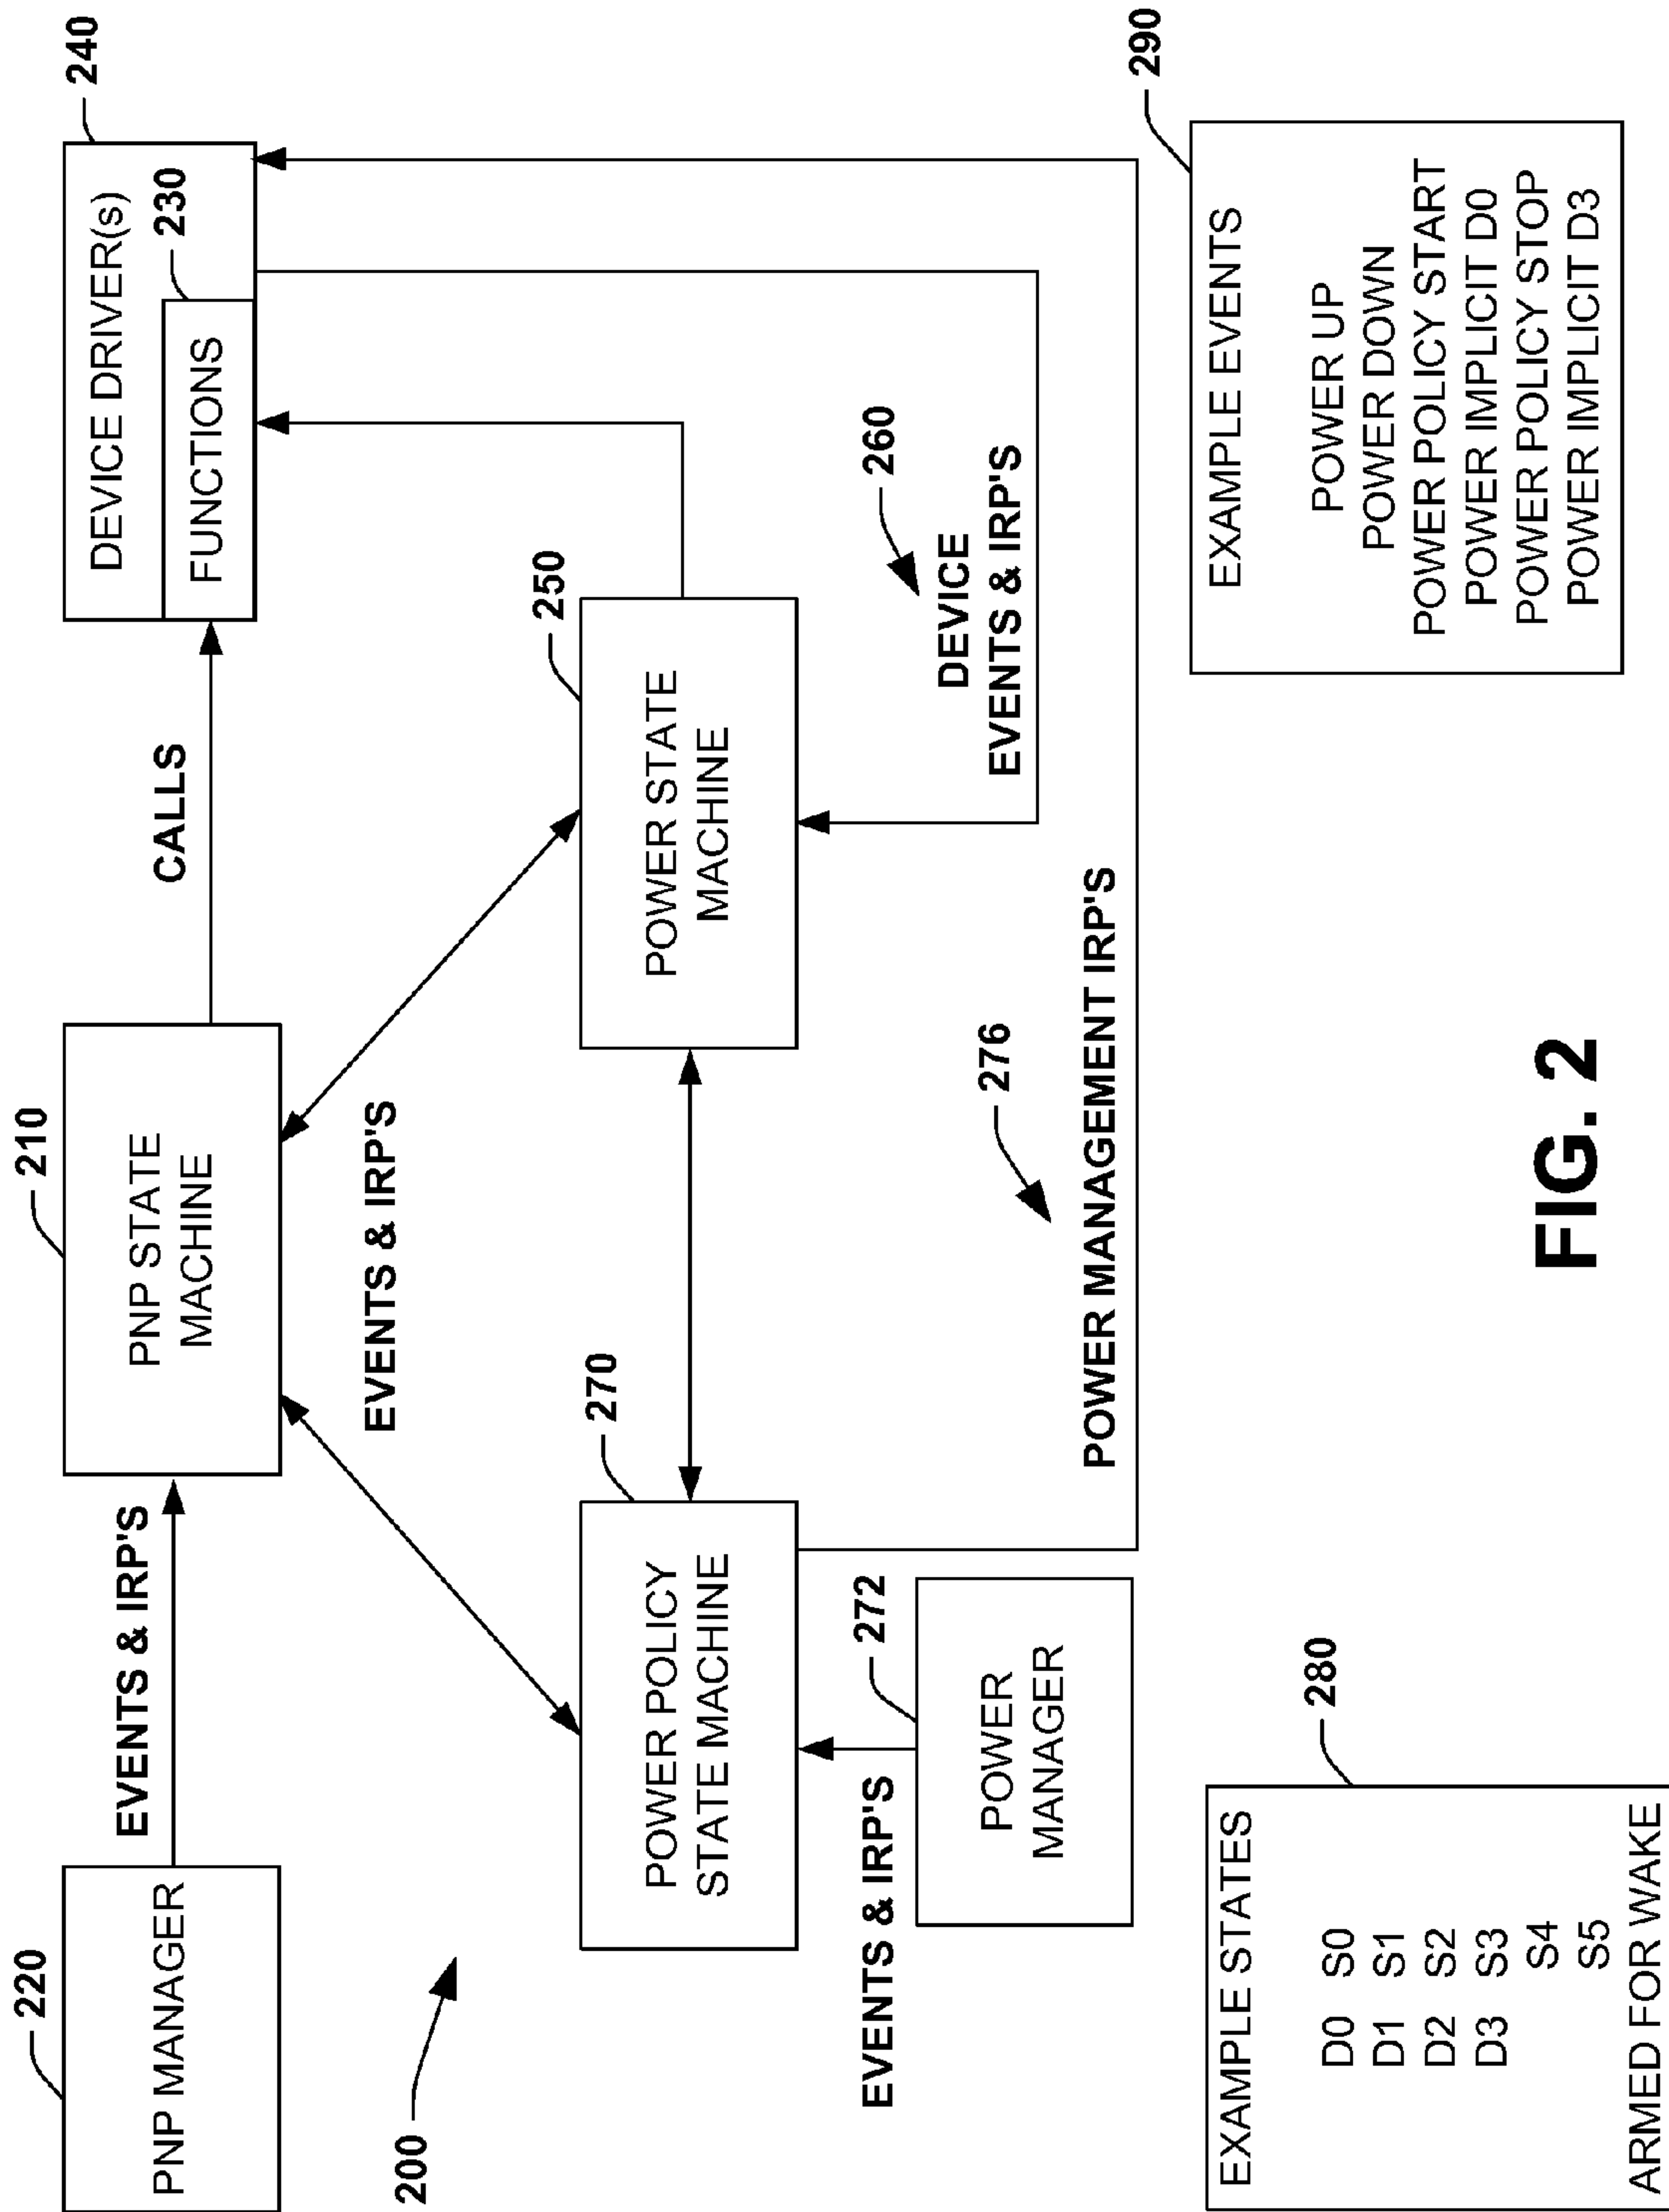 220
PNP MANAGER
EVENTS & IRP'S
210
PNP STATE
MACHINE
CALLS
240
DEVICE DRIVER(s)
230
FUNCTIONS
200
EVENTS & IRP'S
270
POWER POLICY
STATE MACHINE
250
POWER STATE
MACHINE
260
DEVICE
EVENTS & IRP'S
EVENTS & IRP'S
272
POWER
MANAGER
276
POWER MANAGEMENT IRP'S
280
EXAMPLE STATES
D0 S0
D1 S1
D2 S2
D3 S3
S4
S5
ARMED FOR WAKE
290
EXAMPLE EVENTS
POWER UP
POWER DOWN
POWER POLICY START
POWER IMPLICIT D0
POWER POLICY STOP
POWER IMPLICIT D3
FIG. 2